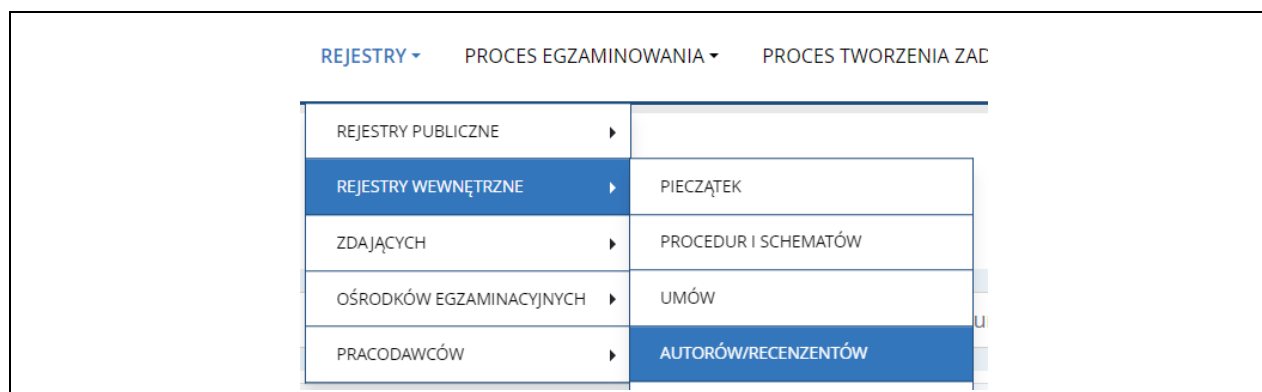 REJESTRY PROCES EGZAMINOWANIA PROCES TWORZENIA ZAD
REJESTRY PUBLICZNE
REJESTRY WEWNĘTRZNE
ZDAJĄCYCH
OŚRODKÓW EGZAMINACYJNYCH
PRACODAWCÓW
PIECZĄTEK
PROCEDUR I SCHEMATÓW
UMÓW
AUTORÓW/RECENZENTÓW